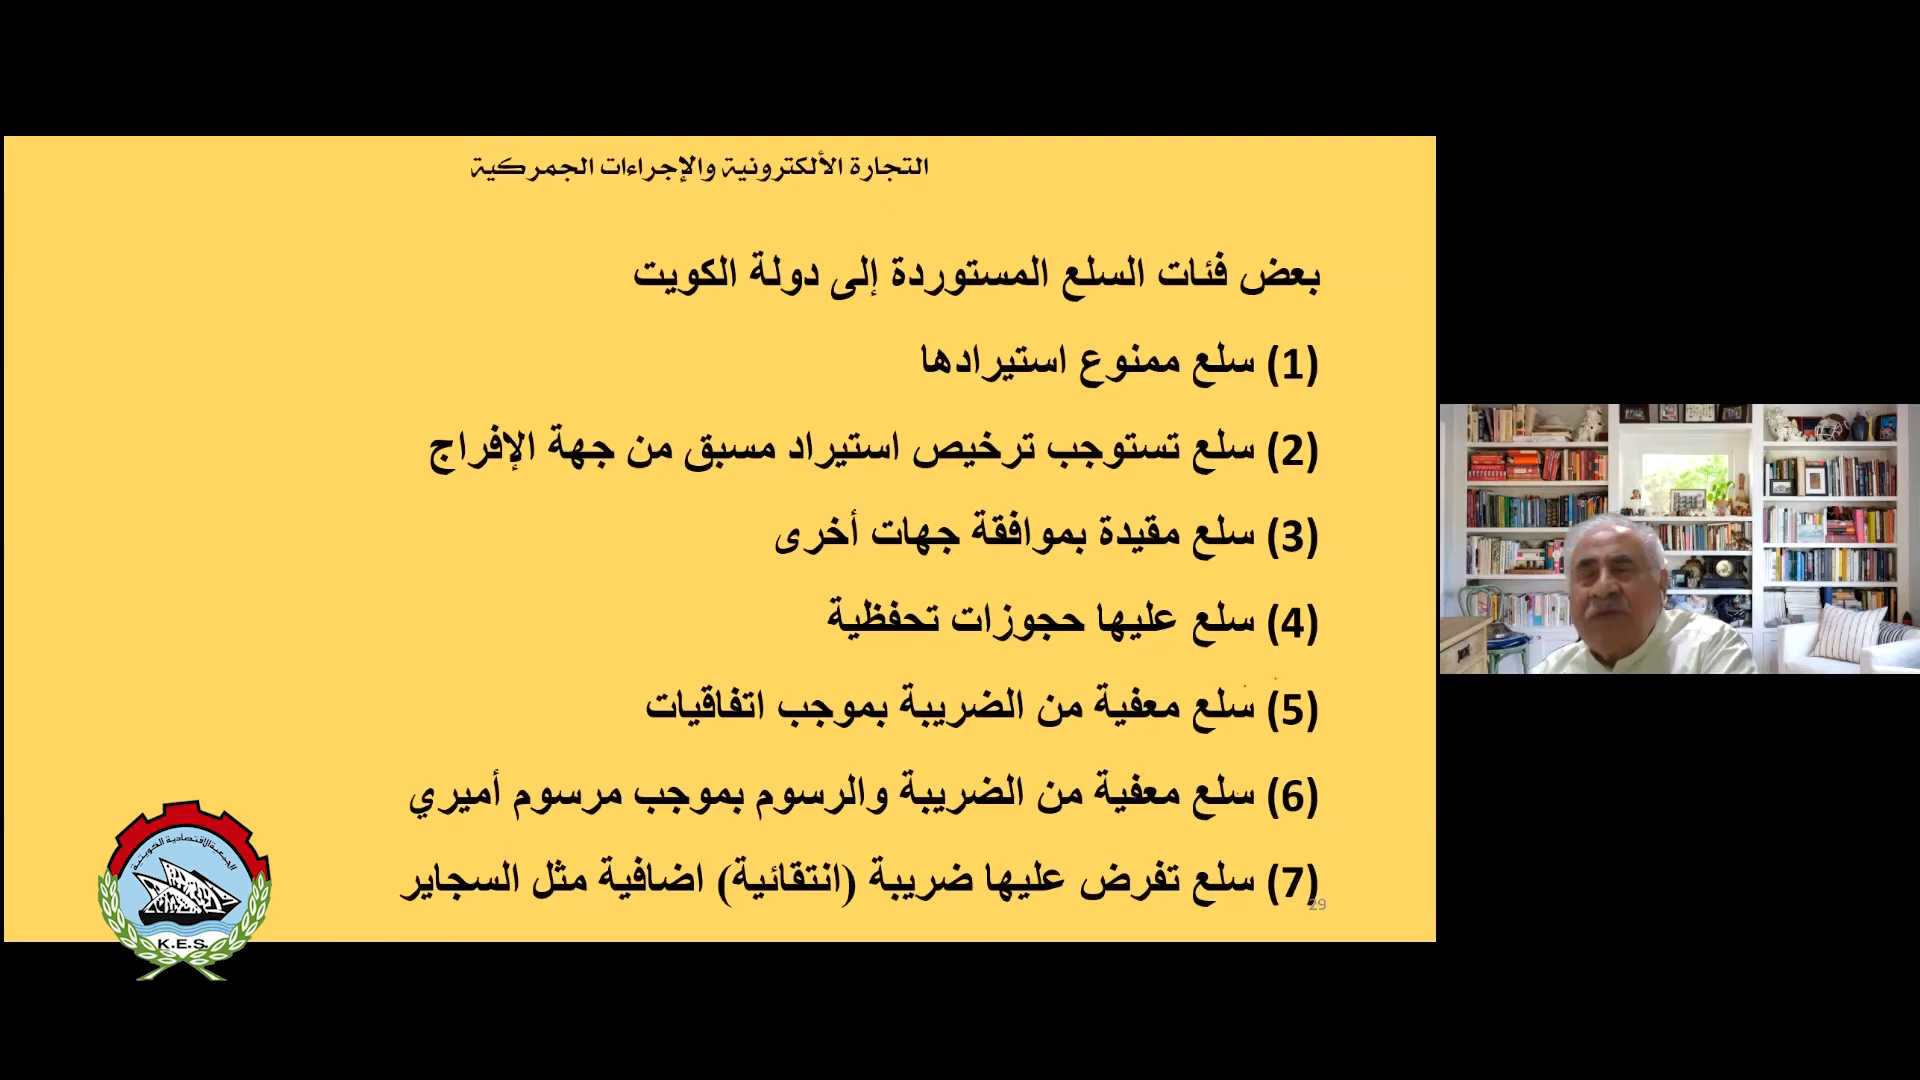 التجارة الألكترونية والإجراءات الجمركية
بعض فئات السلع المستوردة إلى دولة الكويت
(1) سلع ممنوع استيرادها
(2) سلع تستوجب ترخيص استيراد مسبق من جهة الإفراج
(3) سلع مقيدة بموافقة جهات أخرى
(4) سلع عليها حجوزات تحفظية
(5) سلع معفية من الضريبة بموجب اتفاقيات
(6) سلع معفية من الضريبة والرسوم بموجب مرسوم أميري
(7) سلع تفرض عليها ضريبة (انتقائية) اضافية مثل السجاير
29
الجمعية الاقتصادية الكويتية
K.E.S.